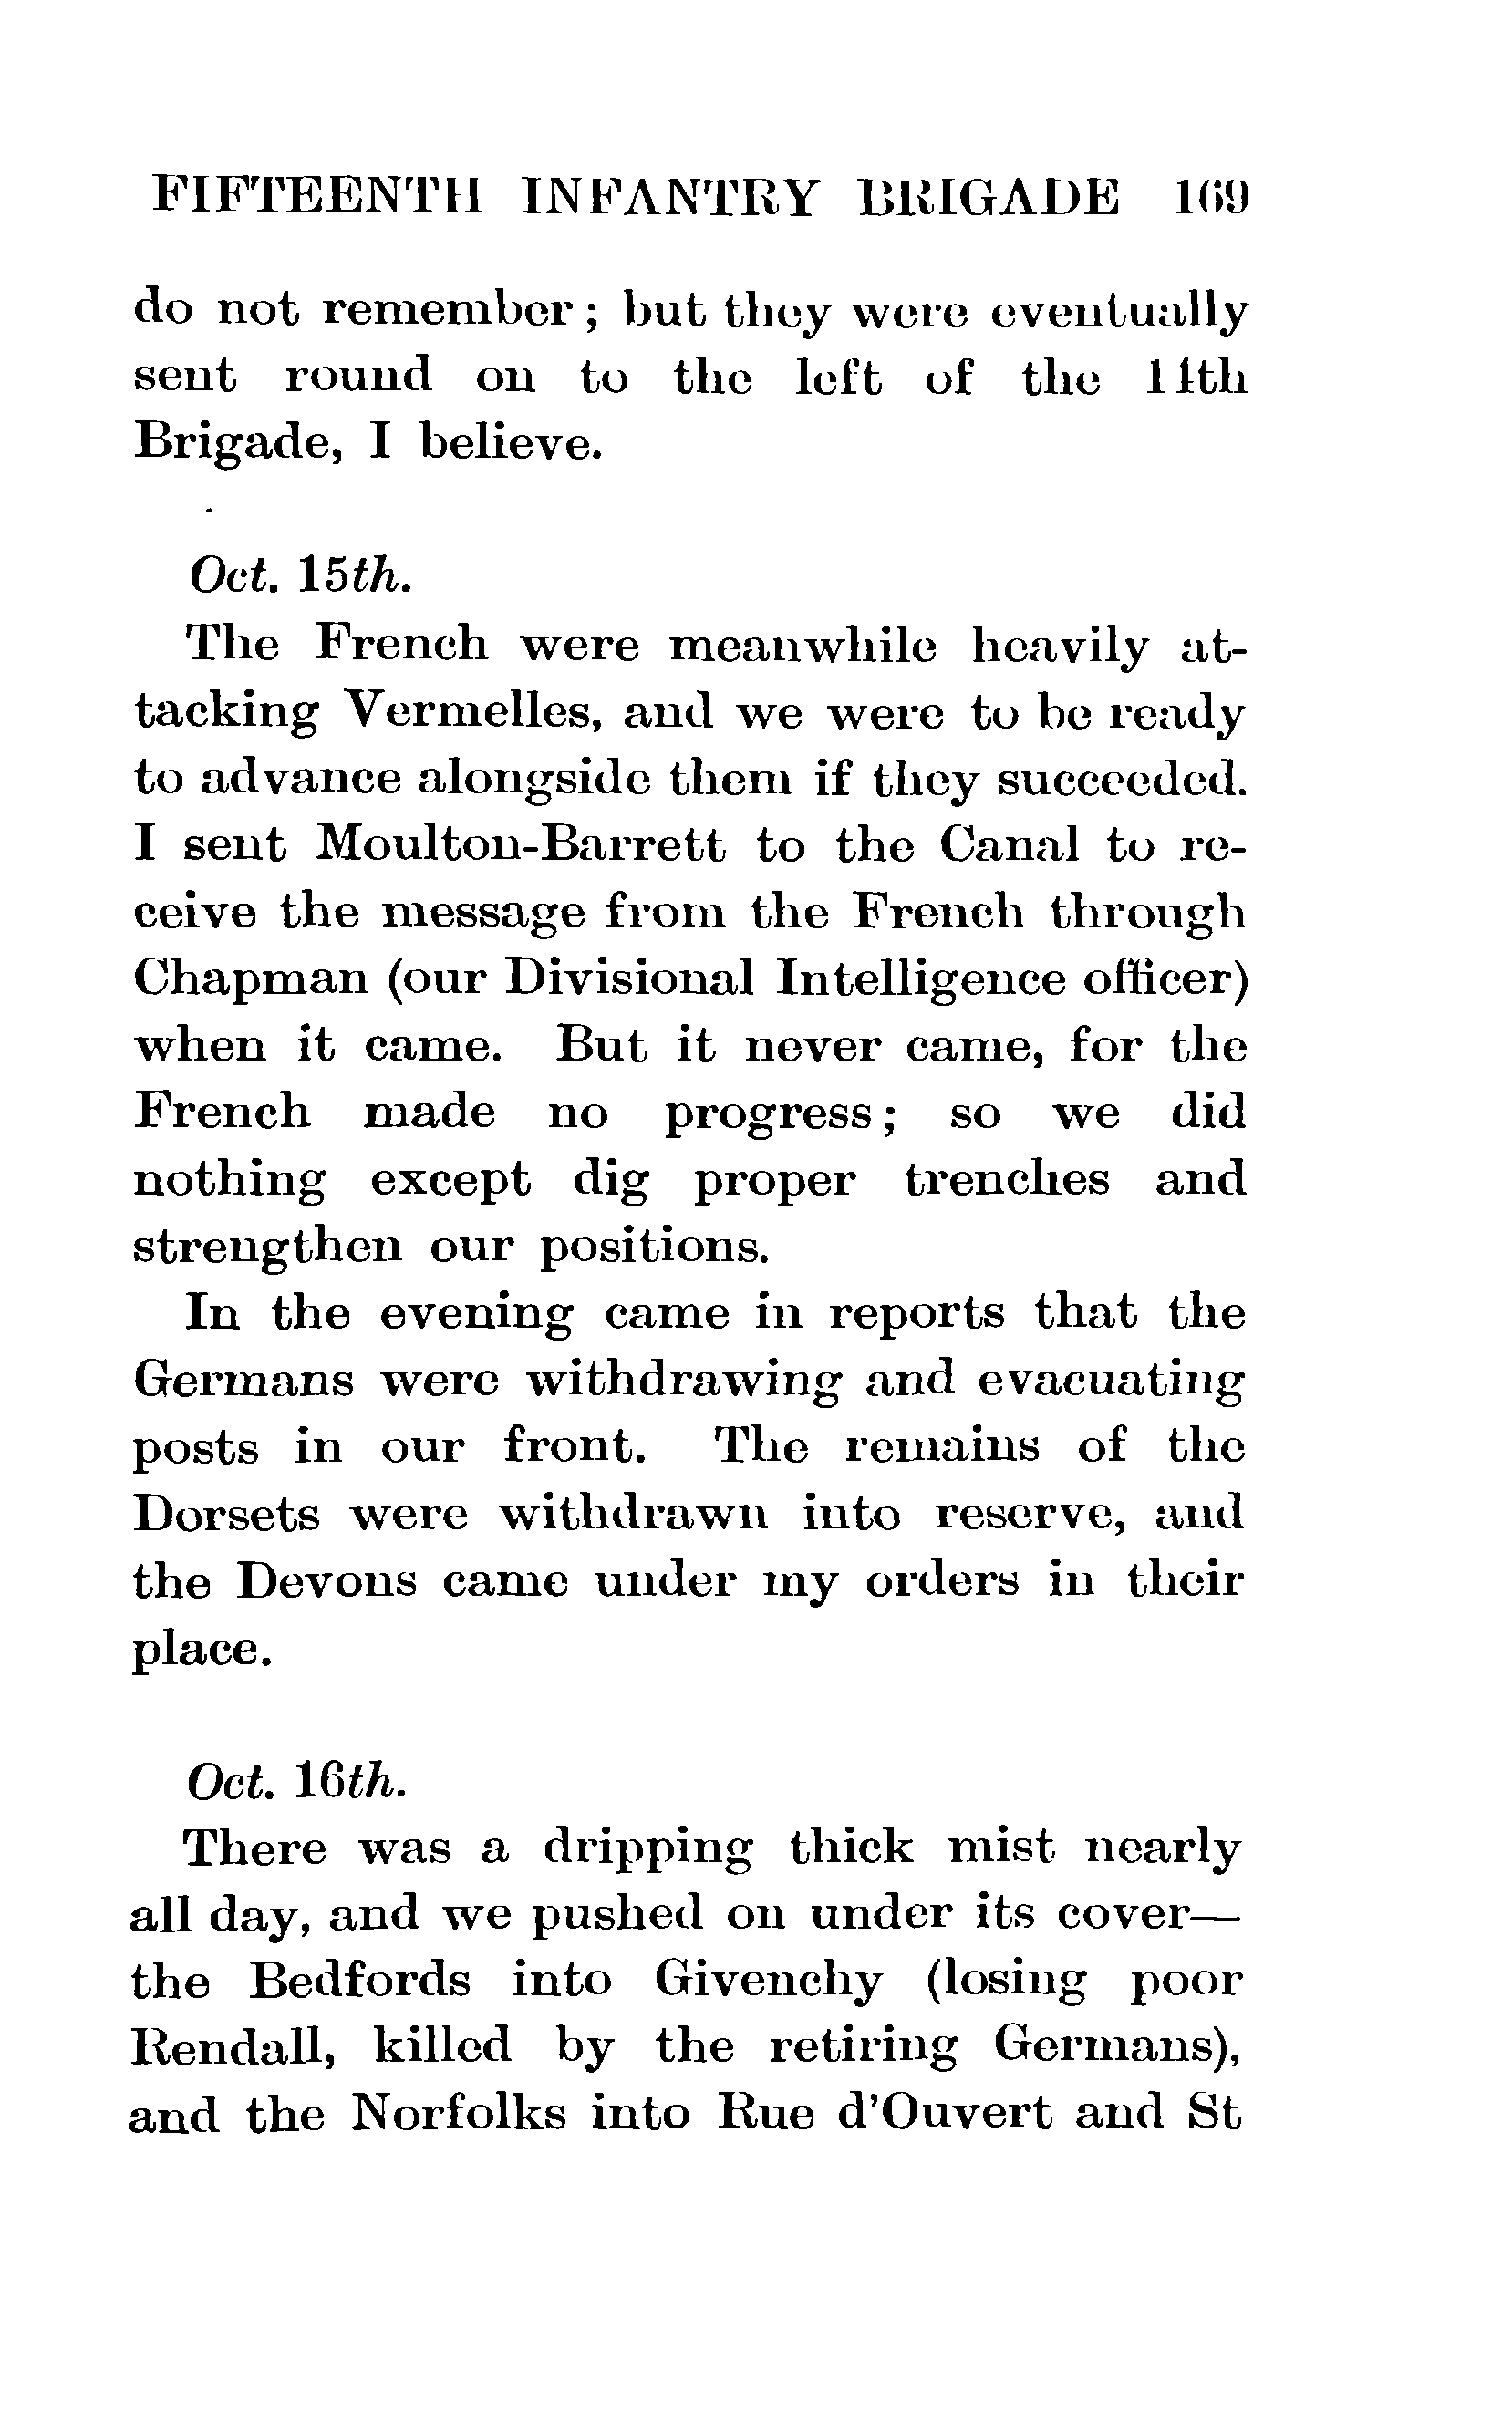 FIFTEENTH INFANTRY BRIGADE 169
do not remember; but they were eventually
sent round on to the left of the 14th
Brigade, I believe.
Oct. 15th.
The French were meanwhile heavily at-
tacking Vermelles, and we were to be ready
to advance alongside them if they succeeded.
I sent Moulton-Barrett to the Canal to re-
ceive the message from the French through
Chapman (our Divisional Intelligence officer)
when it came. But it never came, for the
French made no progress; so we did
nothing except dig proper trenches and
strengthen our positions.
In the evening came in reports that the
Germans were withdrawing and evacuating
posts in our front. The remains of the
Dorsets were withdrawn into reserve, and
the Devons came under my orders in their
place.
Oct. 16th.
There was a dripping thick mist nearly
all day, and we pushed on under its cover—
the Bedfords into Givenchy (losing poor
Rendall, killed by the retiring Germans),
and the Norfolks into Rue d'Ouvert and St